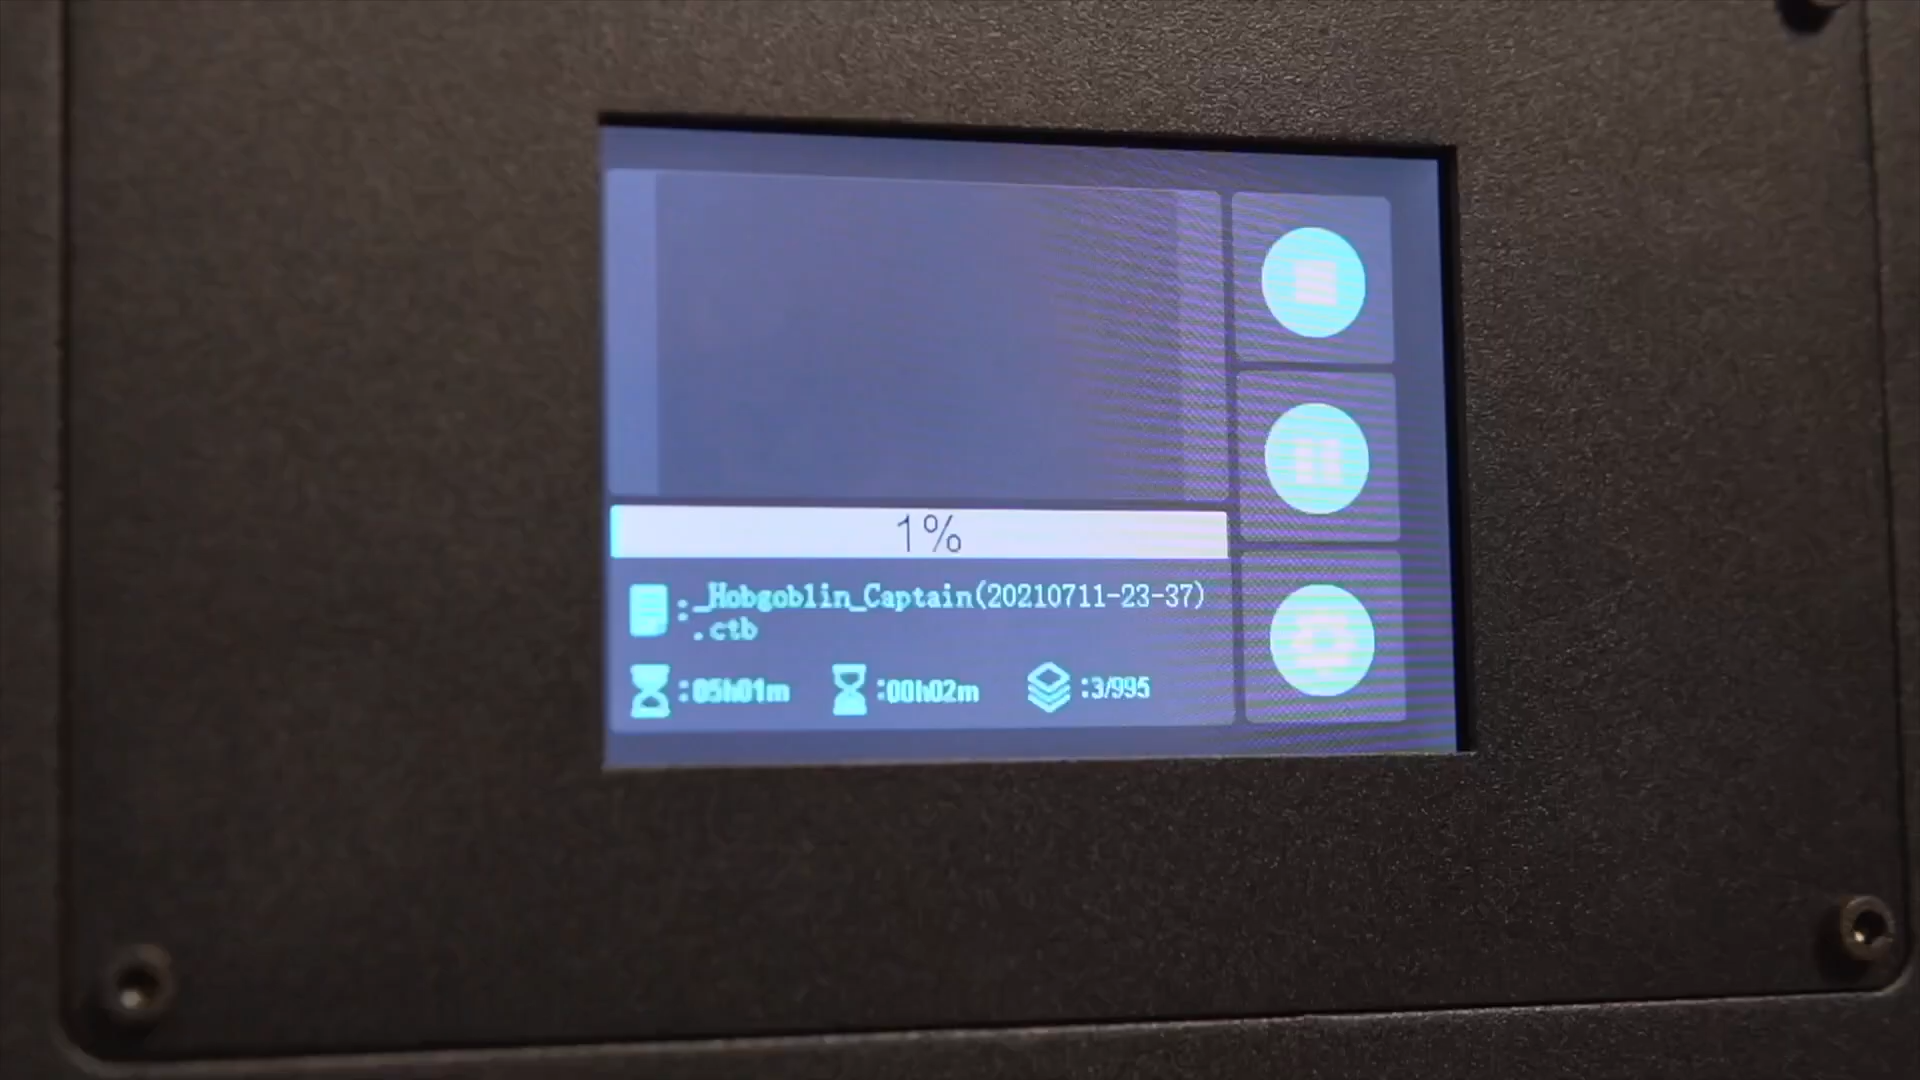 1%
:_Hobgoblin_Captain(20210711-23-37)
.ctb
:05h01m :00h02m :3/995